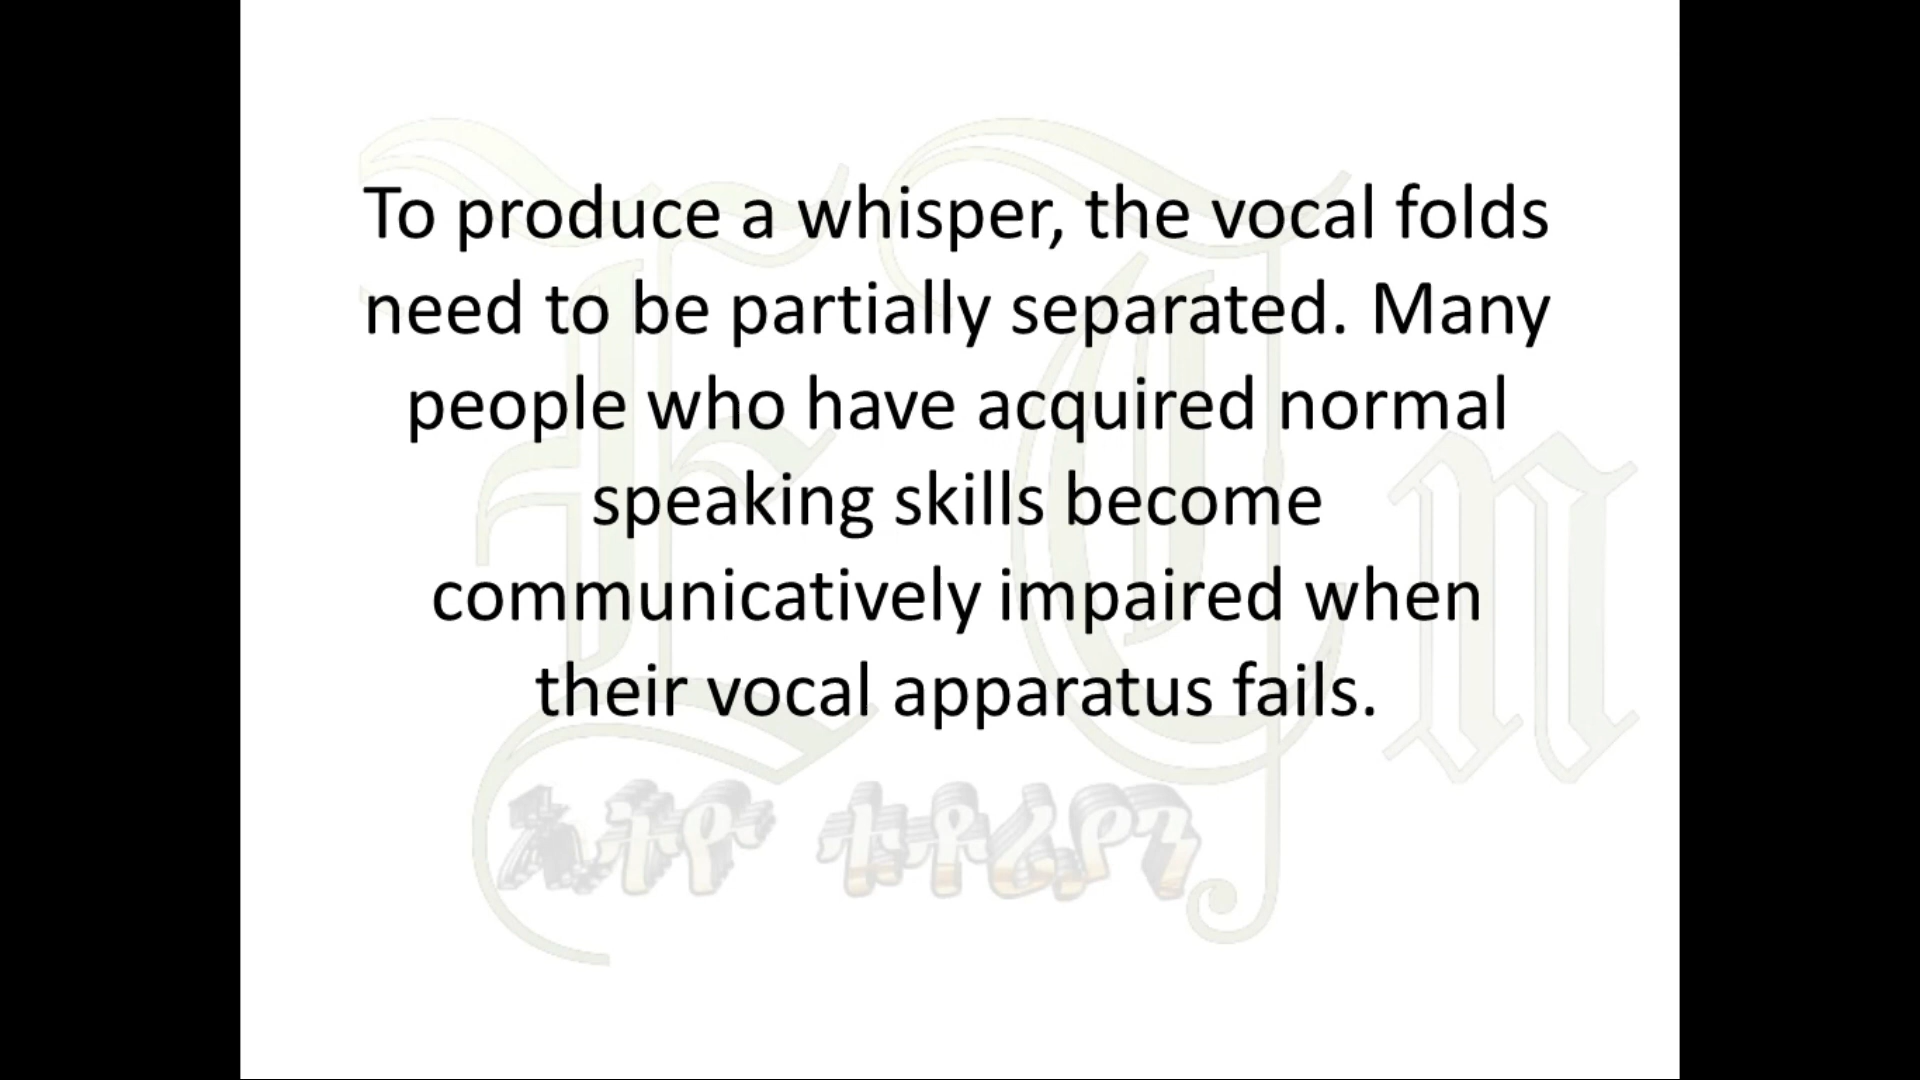 To produce a whisper, the vocal folds
need to be partially separated. Many
people who have acquired normal
speaking skills become
communicatively impaired when
their vocal apparatus fails.